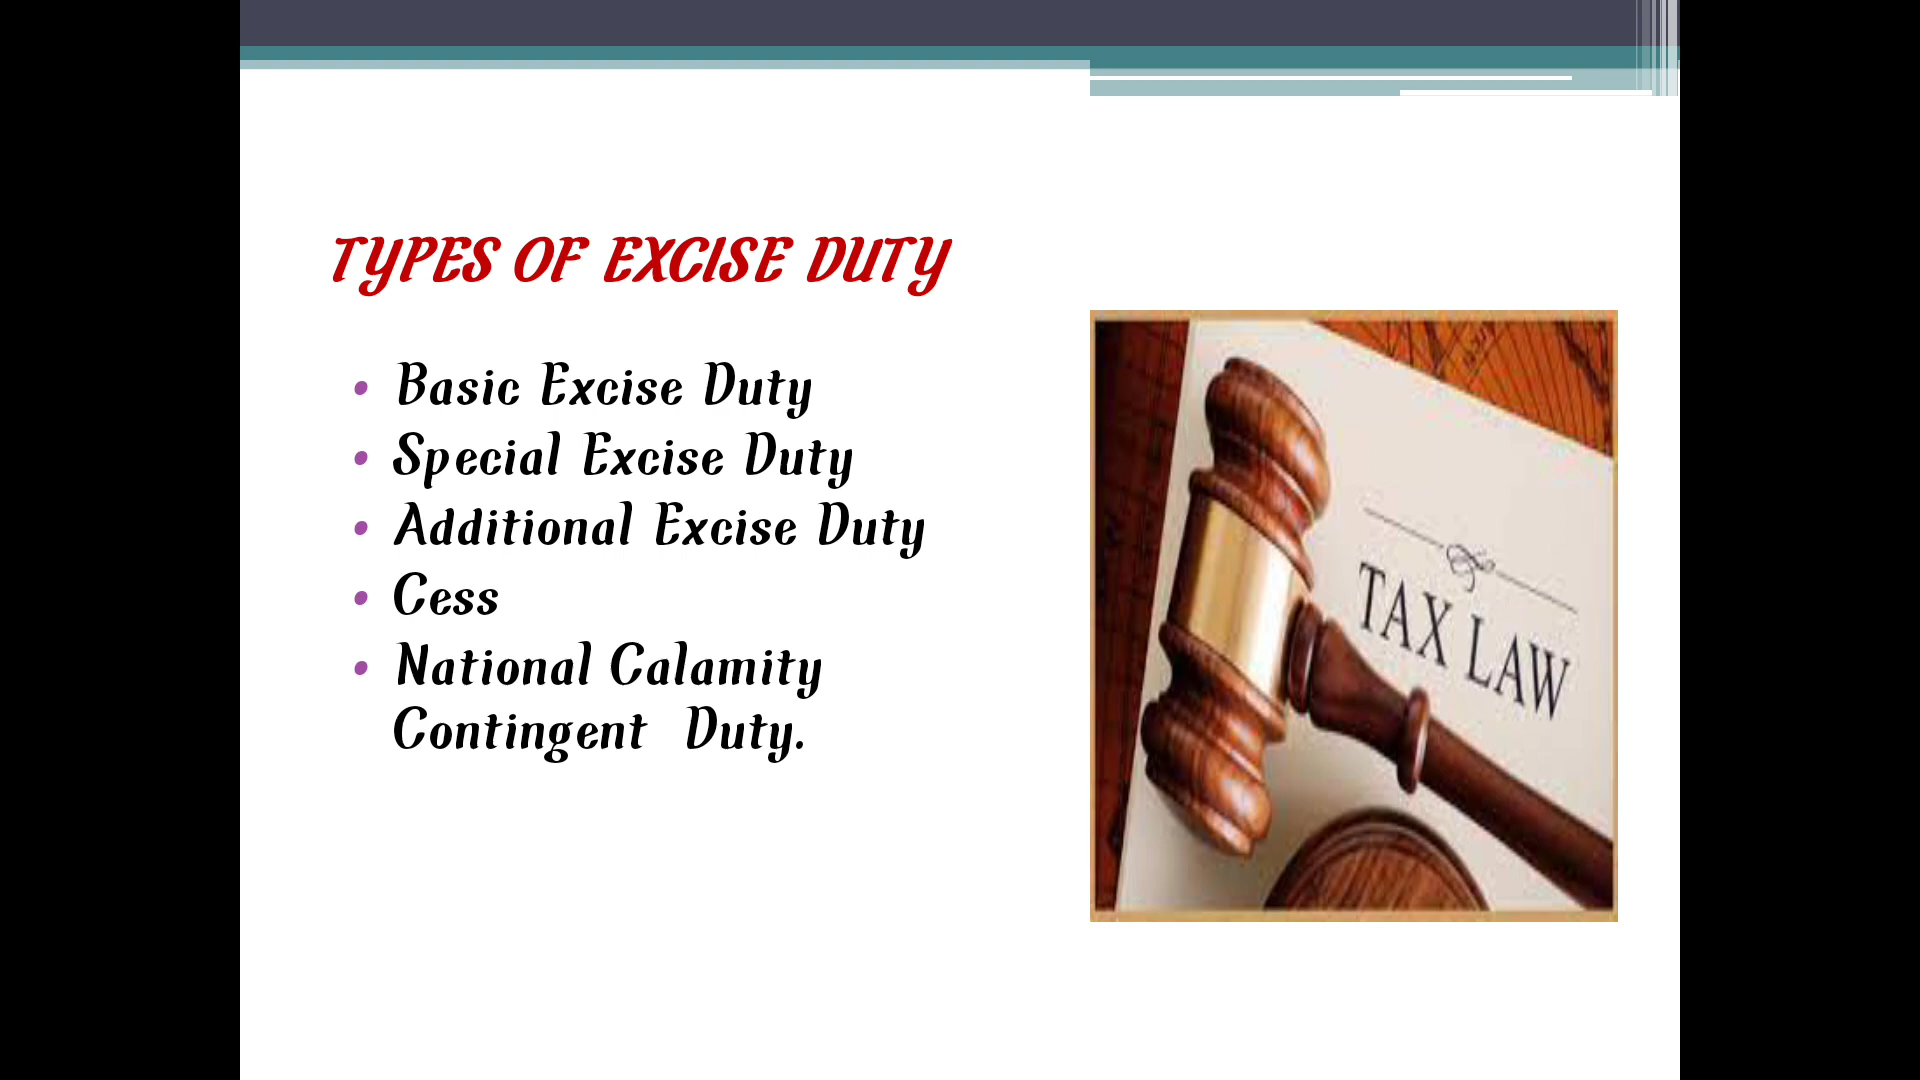 TYPES OF EXCISE DUTY
• Basic Excise Duty
• Special Excise Duty
• Additional Excise Duty
• Cess
• National Calamity
Contingent Duty.
TAX LAW